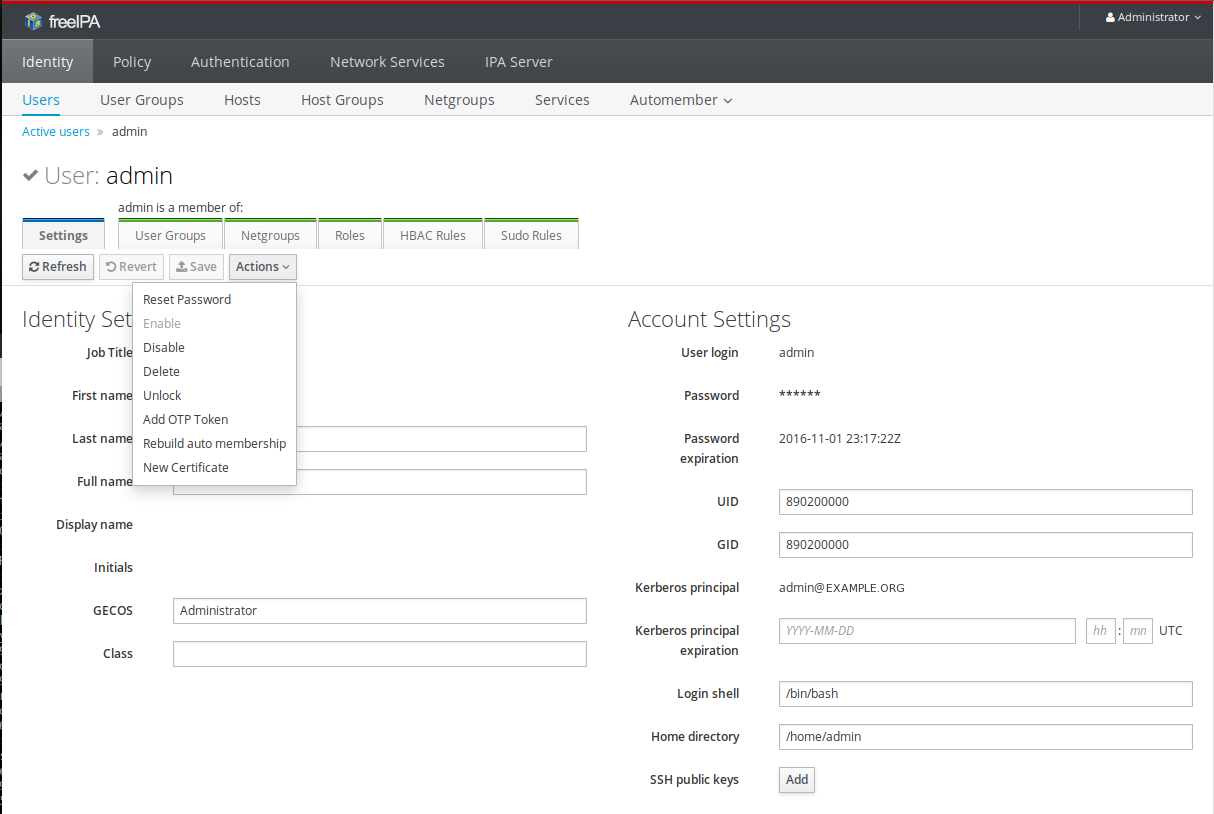 freeIPA
Administrator
Identity Policy Authentication Network Services IPA Server
Users User Groups Hosts Host Groups Netgroups Services Automember
Active users » admin
User: admin
admin is a member of:
Settings User Groups Netgroups Roles HBAC Rules Sudo Rules
Refresh Revert Save Actions
Reset Password
Enable
Disable
Delete
Unlock
Add OTP Token
Rebuild auto membership
New Certificate
Identity Set
Job Title
First name
Last name
Full name
Display name
Initials
GECOS Administrator
Class
Account Settings
User login admin
Password ******
Password expiration 2016-11-01 23:17:22Z
UID 890200000
GID 890200000
Kerberos principal admin@EXAMPLE.ORG
Kerberos principal expiration YYYY-MM-DD hh : mn UTC
Login shell /bin/bash
Home directory /home/admin
SSH public keys Add